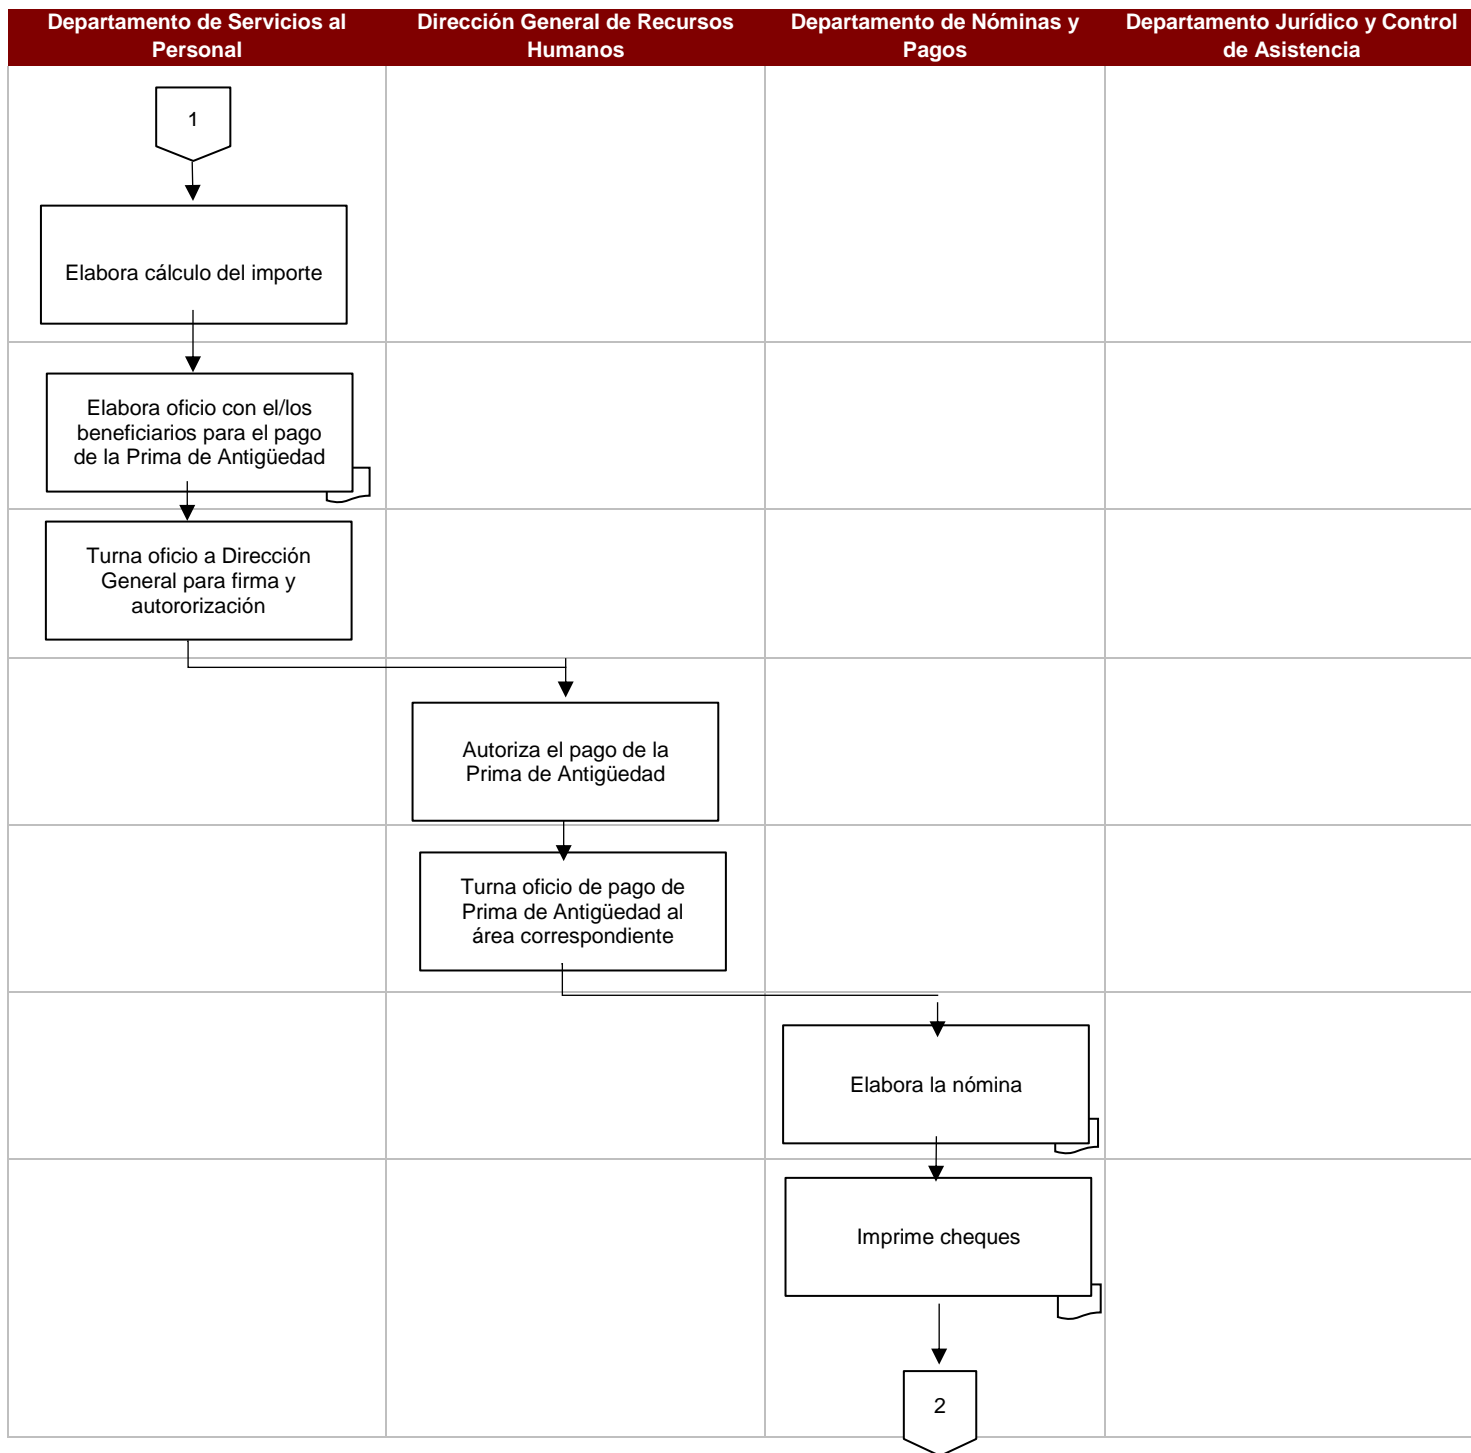 Departamento de Servicios al
Personal
Dirección General de Recursos
Humanos
Departamento de Nóminas y
Pagos
Departamento Jurídico y Control
de Asistencia
1
Elabora cálculo del importe
Elabora oficio con el/los
beneficiarios para el pago
de la Prima de Antigüedad
Turna oficio a Dirección
General para firma y
autororización
Autoriza el pago de la
Prima de Antigüedad
Turna oficio de pago de
Prima de Antigüedad al
área correspondiente
Elabora la nómina
Imprime cheques
2